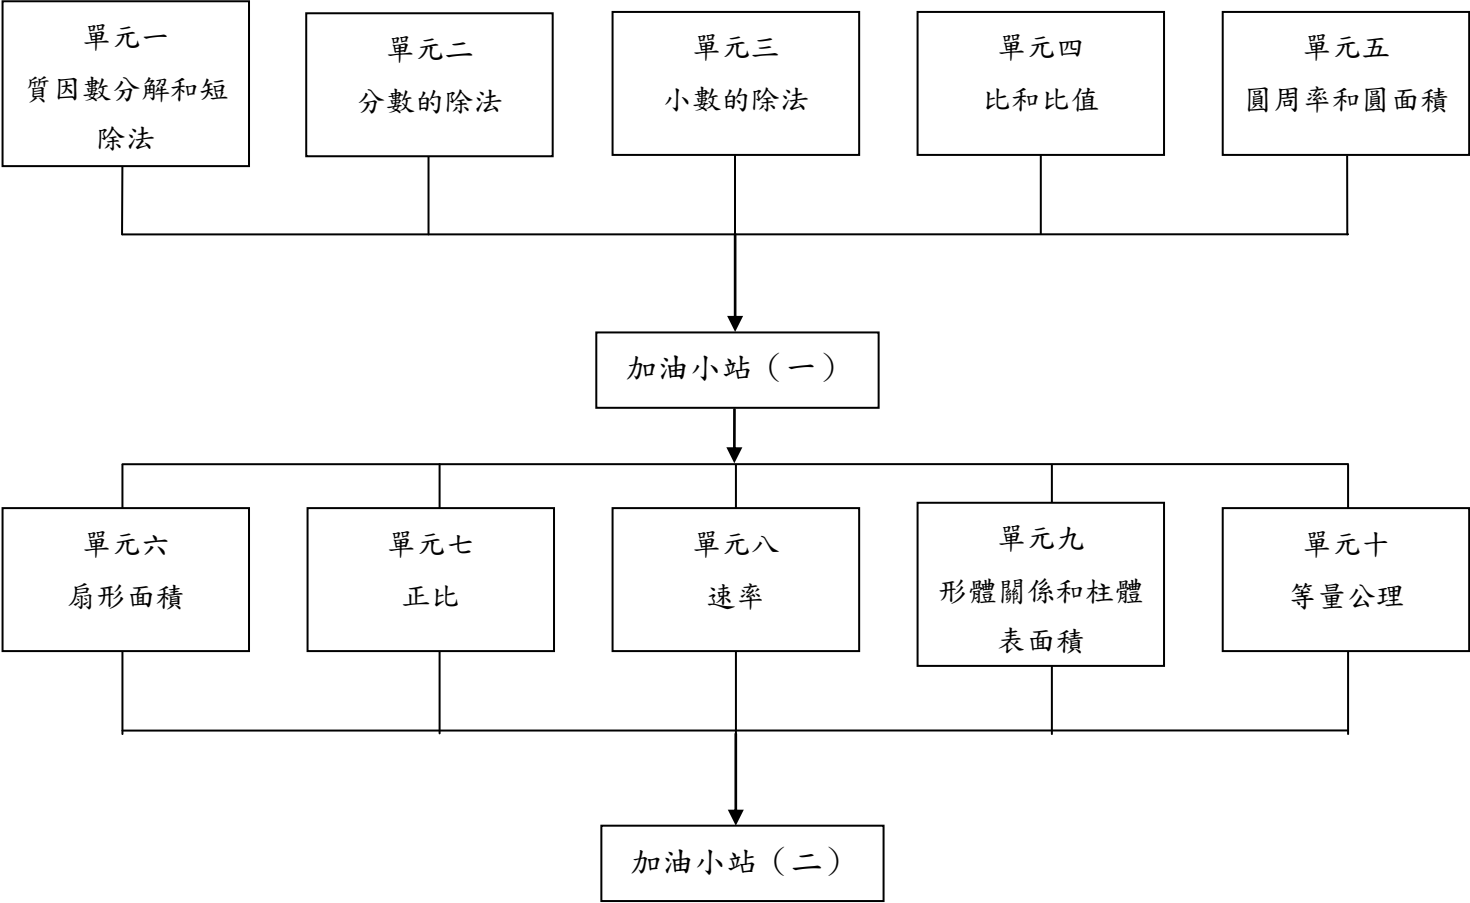 單元一
質因數分解和短
除法
單元二
分數的除法
單元三
小數的除法
單元四
比和比值
單元五
圓周率和圓面積
加油小站（一）
單元六
扇形面積
單元七
正比
單元八
速率
單元九
形體關係和柱體
表面積
單元十
等量公理
加油小站（二）